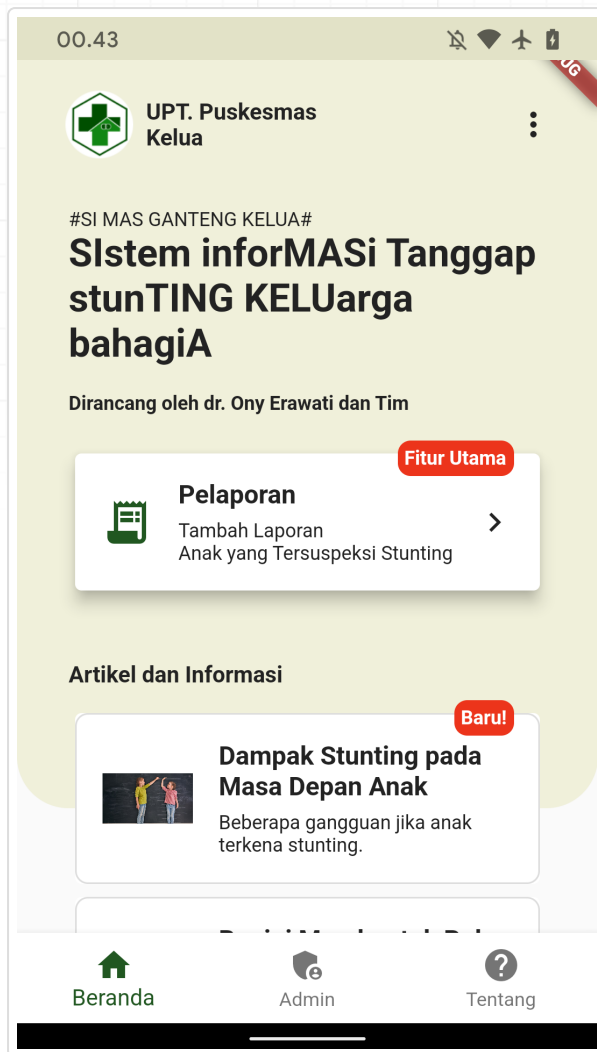 00.43
UG
UPT. Puskesmas
Kelua
#SI MAS GANTENG KELUA#
SIstem inforMASi Tanggap
stunTING KELUarga
bahagiA
Dirancang oleh dr. Ony Erawati dan Tim
Fitur Utama
Pelaporan
Tambah Laporan
Anak yang Tersuspeksi Stunting
Artikel dan Informasi
Baru!
Dampak Stunting pada
Masa Depan Anak
Beberapa gangguan jika anak
terkena stunting.
Beranda
Admin
Tentang